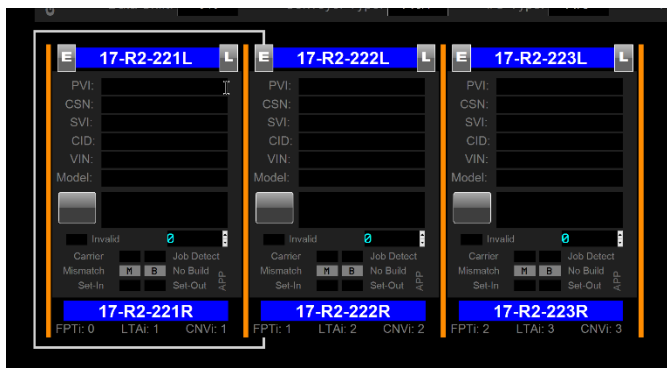 E 17-R2-221L L E 17-R2-222L L E 17-R2-223L L
PVI: PVI: PVI:
CSN: CSN: CSN:
SVI: SVI: SVI:
CID: CID: CID:
VIN: VIN: VIN:
Model: Model: Model:
Invalid 0 Invalid 0 Invalid 0
Carrier Job Detect Carrier Job Detect Carrier Job Detect
Mismatch M B No Build APP Mismatch M B No Build APP Mismatch M B No Build APP
Set-In Set-Out Set-In Set-Out Set-In Set-Out
17-R2-221R 17-R2-222R 17-R2-223R
FPTi: 0 LTAi: 1 CNVi: 1 FPTi: 1 LTAi: 2 CNVi: 2 FPTi: 2 LTAi: 3 CNVi: 3